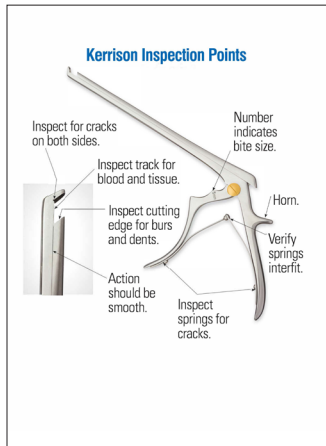 Kerrison Inspection Points
Inspect for cracks
on both sides.
Inspect track for
blood and tissue.
Inspect cutting
edge for burs
and dents.
Action
should be
smooth.
Number
indicates
bite size.
Horn.
Verify
springs
interfit.
Inspect
springs for
cracks.